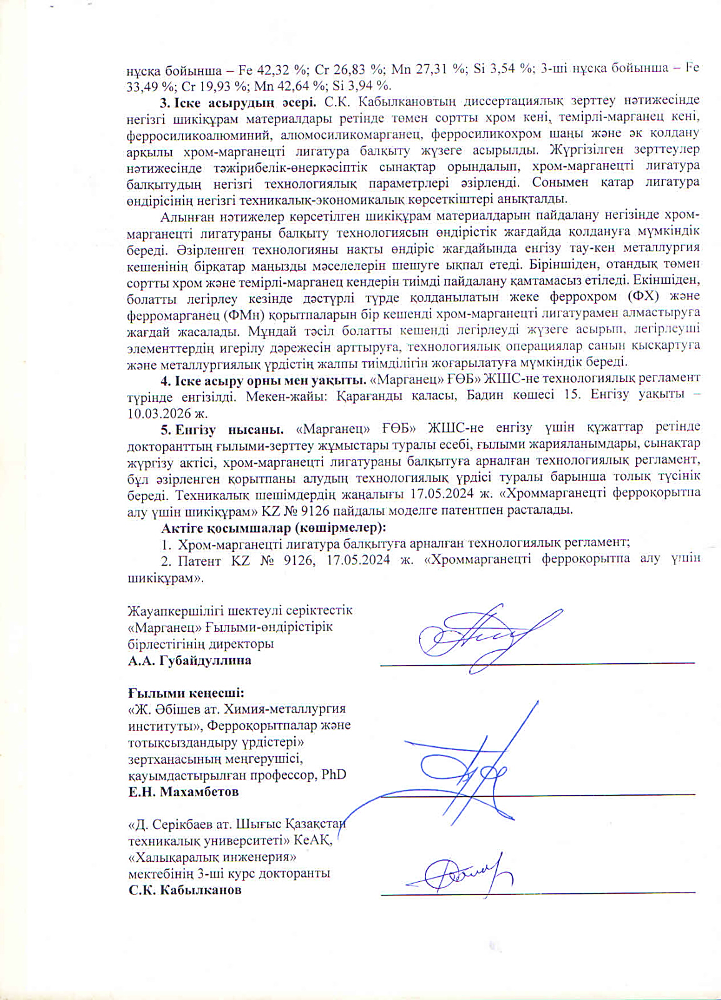 нұсқа бойынша – Fe 42,32 %; Cr 26,83 %; Mn 27,31 %; Si 3,54 %; 3-ші нұсқа бойынша – Fe
33,49 %; Cr 19,93 %; Mn 42,64 %; Si 3,94 %.
3. Іске асырудың әсері. С.К. Кабылкановтың диссертациялық зерттеу нәтижесінде
негізгі шикіқұрам материалдары ретінде төмен сортты хром кені, темірлі-марганец кені,
ферросиликоалюминий, алюмосиликомарганец, ферросиликохром шаңы және әк қолдану
арқылы хром-марганецті лигатура балқыту жүзеге асырылды. Жүргізілген зерттеулер
нәтижесінде тәжірибелік-өнеркәсіптік сынақтар орындалып, хром-марганецті лигатура
балқытудың негізгі технологиялық параметрлері әзірленді. Сонымен қатар лигатура
өндірісінің негізгі техникалық-экономикалық көрсеткіштері анықталды.
Алынған нәтижелер көрсетілген шикіқұрам материалдарын пайдалану негізінде хром-
марганецті лигатураны балқыту технологиясын өндірістік жағдайда қолдануға мүмкіндік
береді. Әзірленген технологияны нақты өндіріс жағдайында енгізу тау-кен металлургия
кешенінің бірқатар маңызды мәселелерін шешуге ықпал етеді. Біріншіден, отандық төмен
сортты хром және темірлі-марганец кендерін тиімді пайдалану қамтамасыз етіледі. Екіншіден,
болатты легірлеу кезінде дәстүрлі түрде қолданылатын жеке феррохром (ФХ) және
ферромарганец (ФМн) қорытпаларын бір кешенді хром-марганецті лигатурамен алмастыруға
жағдай жасалады. Мұндай тәсіл болатты кешенді легірлеуді жүзеге асырып, легірлеуші
элементтердің игерілу дәрежесін арттыруға, технологиялық операциялар санын қысқартуға
және металлургиялық үрдістің жалпы тиімділігін жоғарылатуға мүмкіндік береді.
4. Іске асыру орны мен уақыты. «Марганец» ҒӨБ» ЖШС-не технологиялық регламент
түрінде енгізілді. Мекен-жайы: Қарағанды қаласы, Бадин көшесі 15. Енгізу уақыты –
10.03.2026 ж.
5. Енгізу нысаны. «Марганец» ҒӨБ» ЖШС-не енгізу үшін құжаттар ретінде
докторанттың ғылыми-зерттеу жұмыстары туралы есебі, ғылыми жарияланымдары, сынақтар
жүргізу актісі, хром-марганецті лигатураны балқытуға арналған технологиялық регламент,
бұл әзірленген қорытпаны алудың технологиялық үрдісі туралы барынша толық түсінік
береді. Техникалық шешімдердің жаңалығы 17.05.2024 ж. «Хроммарганецті ферроқорытпа
алу үшін шикіқұрам» KZ № 9126 пайдалы моделге патентпен расталады.
Актіге қосымшалар (көшірмелер):
1. Хром-марганецті лигатура балқытуға арналған технологиялық регламент;
2. Патент KZ № 9126, 17.05.2024 ж. «Хроммарганецті ферроқорытпа алу үшін
шикіқұрам».
Жауапкершілігі шектеулі серіктестік
«Марганец» Ғылыми-өндірістірік
бірлестігінің директоры
А.А. Губайдуллина
Ғылыми кеңесші:
«Ж. Әбішев ат. Химия-металлургия
институты», Ферроқорытпалар және
тотықсыздандыру үрдістері»
зертханасының меңгерушісі,
қауымдастырылған профессор, PhD
Е.Н. Махамбетов
«Д. Серікбаев ат. Шығыс Қазақстан
техникалық университеті» КеАҚ,
«Халықаралық инженерия»
мектебінің 3-ші курс докторанты
С.К. Кабылканов